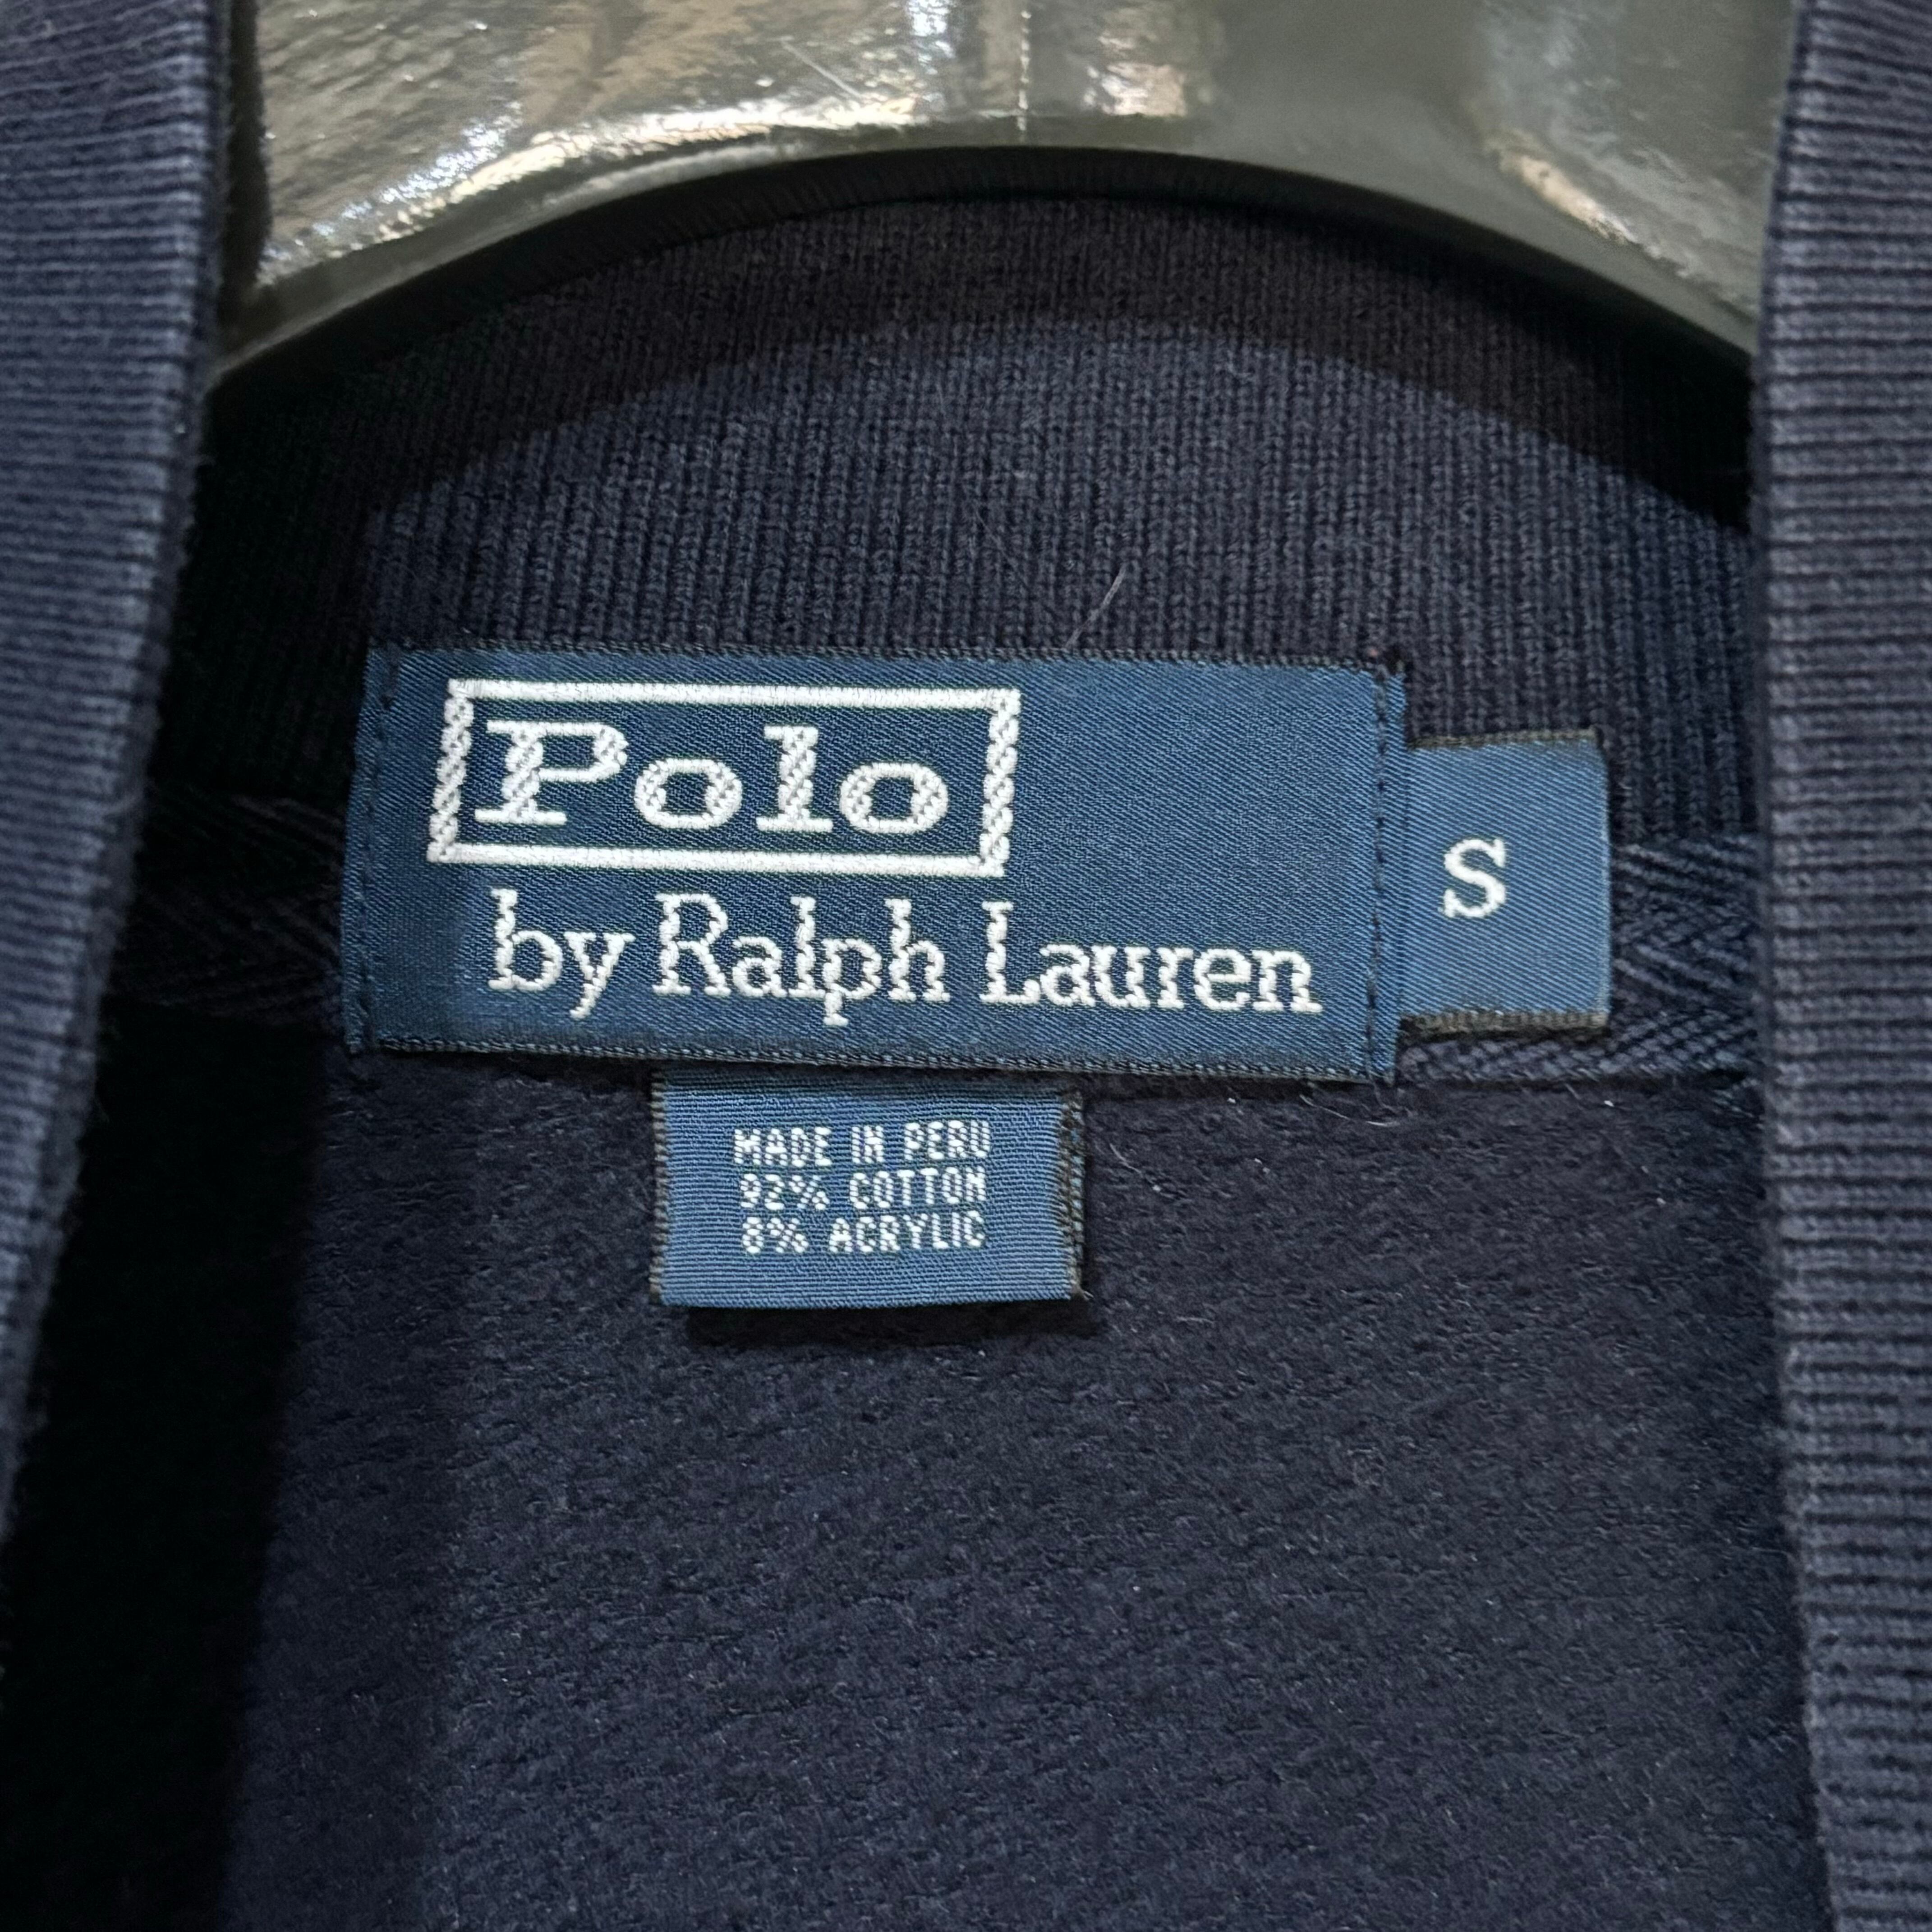 Polo
by Ralph Lauren
S
MADE IN PERU
92% COTTON
8% ACRYLIC